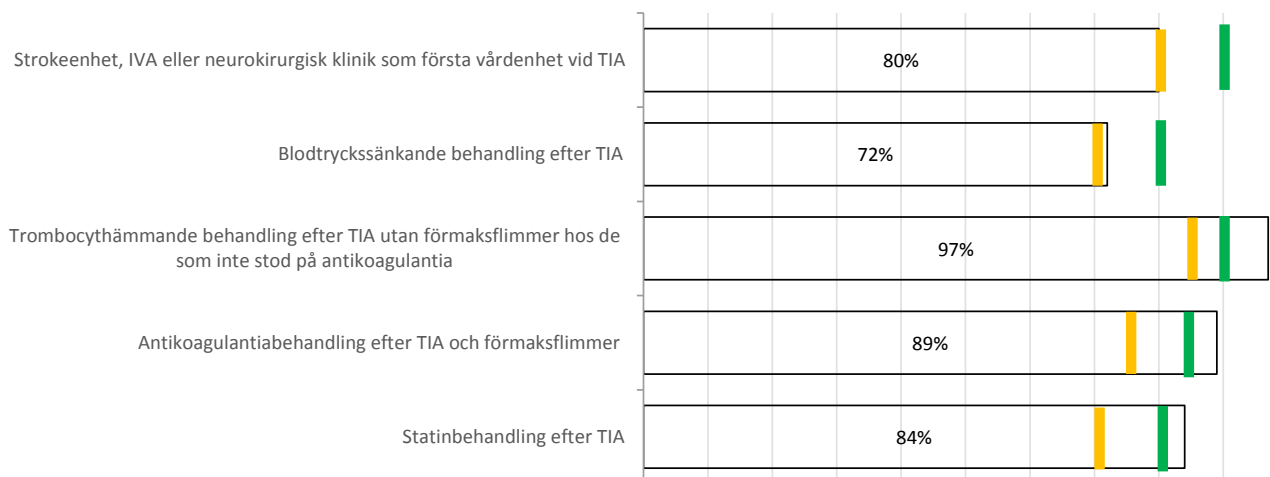 Strokeenhet, IVA eller neurokirurgisk klinik som första vårdenhet vid TIA
80%
Blodtryckssänkande behandling efter TIA
72%
Trombocythämmande behandling efter TIA utan förmaksflimmer hos de
som inte stod på antikoagulantia
97%
Antikoagulantiabehandling efter TIA och förmaksflimmer
89%
Statinbehandling efter TIA
84%